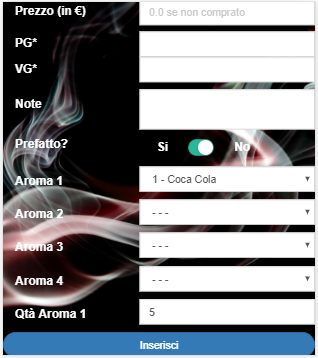 Prezzo (in €) 0.0 se non comprato
PG*
VG*
Note
Prefatto? Si No
Aroma 1 1 - Coca Cola
Aroma 2 - - -
Aroma 3 - - -
Aroma 4 - - -
Qtà Aroma 1 5
Inserisci